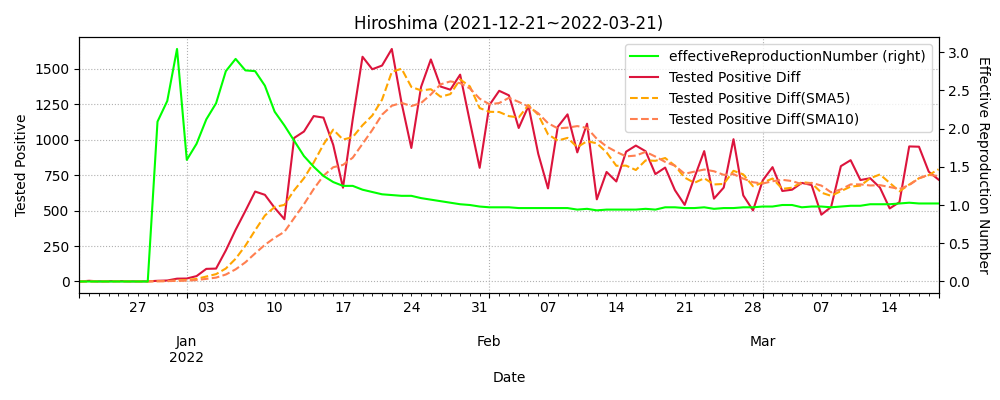 Hiroshima (2021-12-21~2022-03-21)
effectiveReproductionNumber (right)
Tested Positive Diff
Tested Positive Diff(SMA5)
Tested Positive Diff(SMA10)
Tested Positive
1500
1250
1000
750
500
250
0
Effective Reproduction Number
3.0
2.5
2.0
1.5
1.0
0.5
0.0
27 03 10 17 24 31 07 14 21 28 07 14
Jan Feb Mar
2022
Date